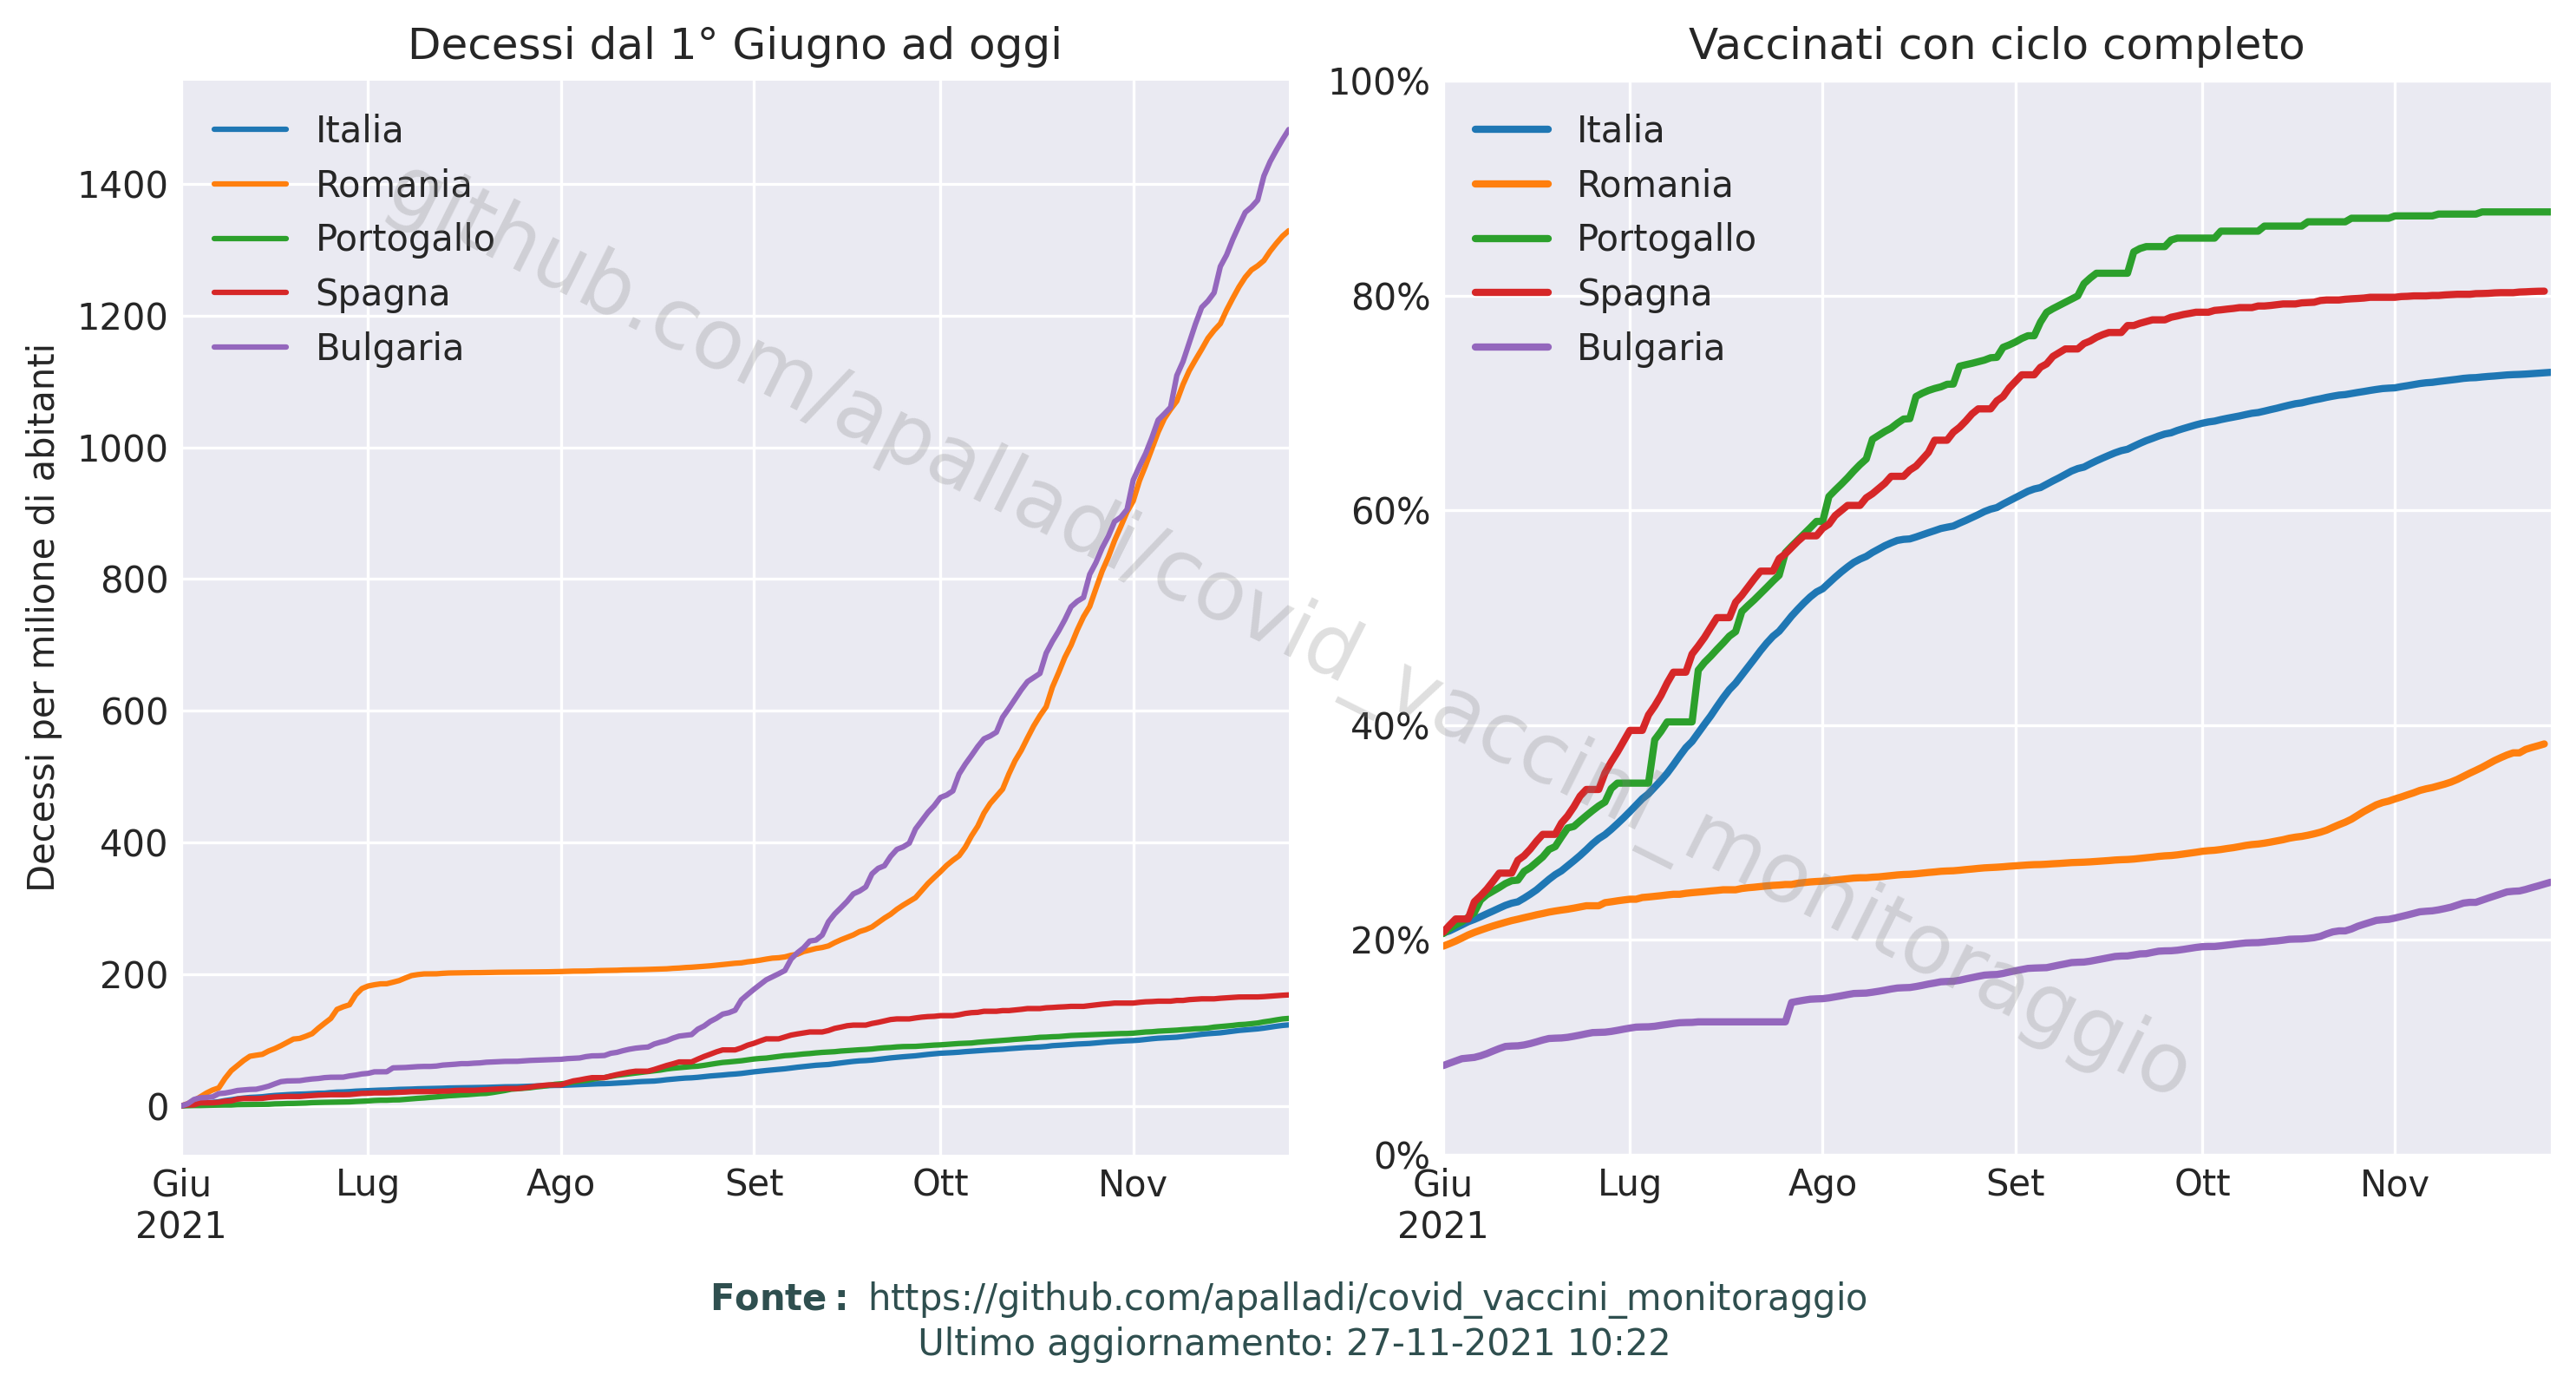 Decessi dal 1° Giugno ad oggi
Decessi per milione di abitanti
1400
1200
1000
800
600
400
200
0
Italia
Romania
Portogallo
Spagna
Bulgaria
Giu Lug Ago Set Ott Nov
2021
Vaccinati con ciclo completo
100%
80%
60%
40%
20%
0%
Italia
Romania
Portogallo
Spagna
Bulgaria
Giu Lug Ago Set Ott Nov
2021
github.com/apalladi/covid_vaccini_monitoraggio
Fonte: https://github.com/apalladi/covid_vaccini_monitoraggio
Ultimo aggiornamento: 27-11-2021 10:22